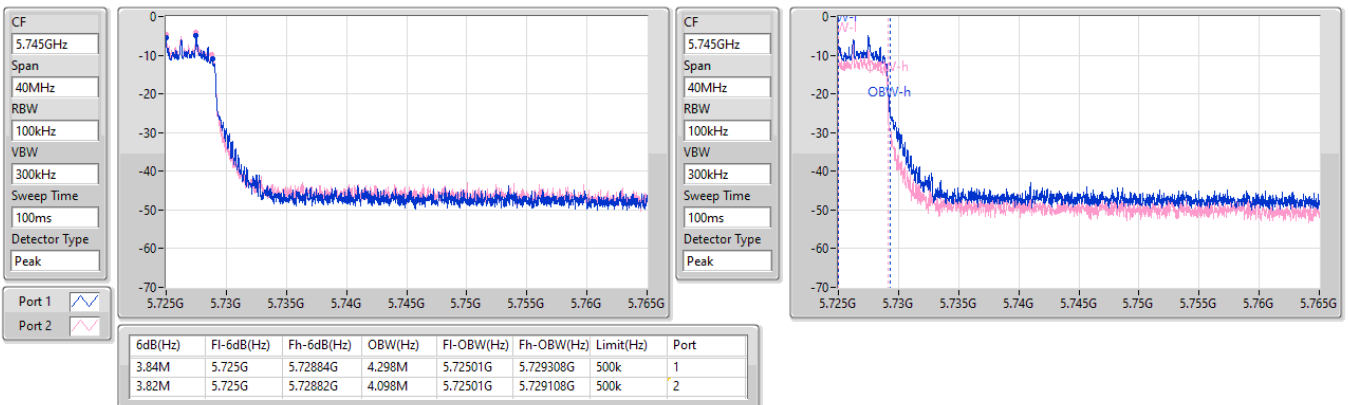 CF
5.745GHz
Span
40MHz
RBW
100kHz
VBW
300kHz
Sweep Time
100ms
Detector Type
Peak
Port 1
Port 2
0
-10
-20
-30
-40
-50
-60
-70
5.725G 5.73G 5.735G 5.74G 5.745G 5.75G 5.755G 5.76G 5.765G
CF
5.745GHz
Span
40MHz
RBW
100kHz
VBW
300kHz
Sweep Time
100ms
Detector Type
Peak
0
-10
-20
-30
-40
-50
-60
-70
W-l
W-l
OBW-h
OBW-h
5.725G 5.73G 5.735G 5.74G 5.745G 5.75G 5.755G 5.76G 5.765G
6dB(Hz) Fl-6dB(Hz) Fh-6dB(Hz) OBW(Hz) Fl-OBW(Hz) Fh-OBW(Hz) Limit(Hz) Port
3.84M 5.725G 5.72884G 4.298M 5.72501G 5.729308G 500k 1
3.82M 5.725G 5.72882G 4.098M 5.72501G 5.729108G 500k 2